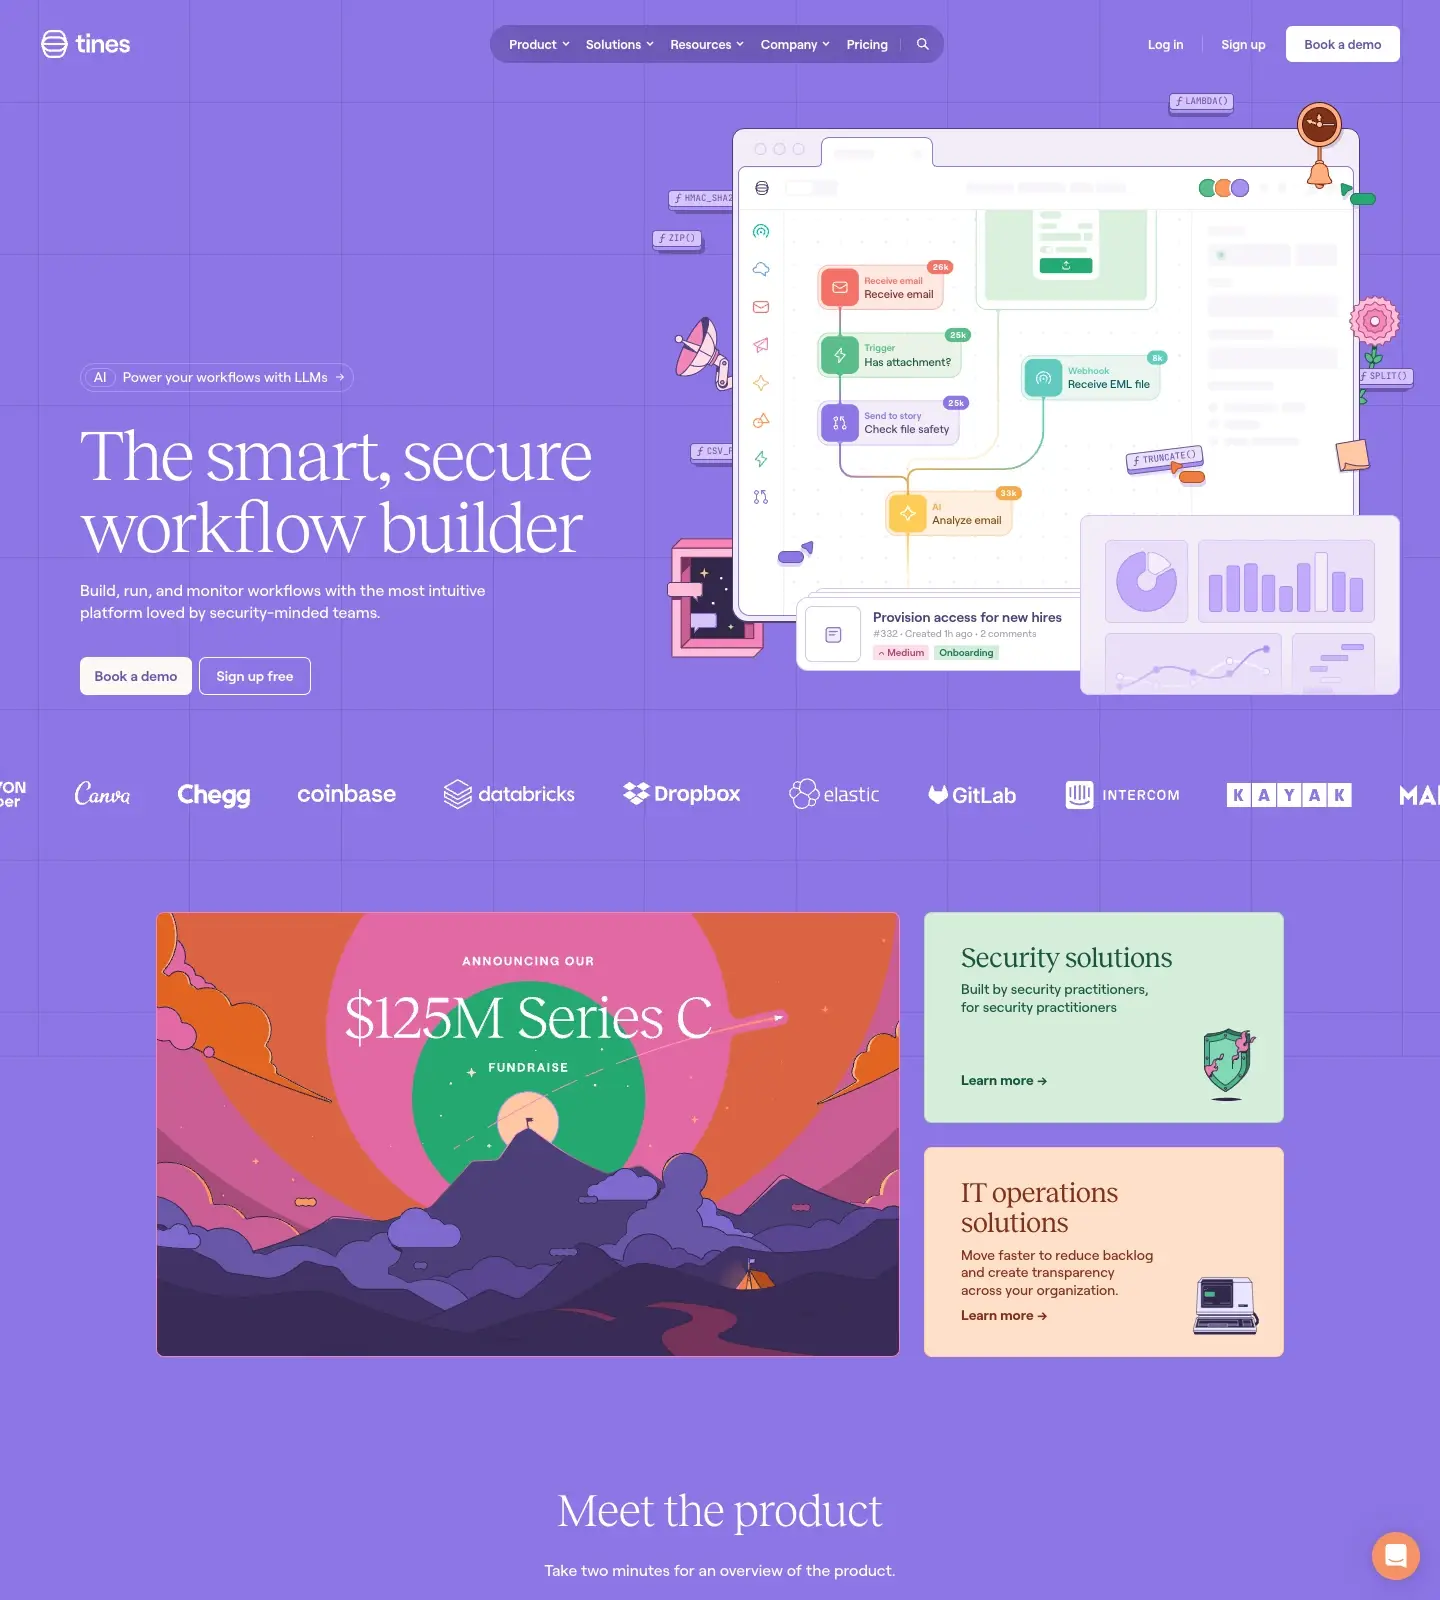 tines
Product
Solutions
Resources
Company
Pricing
Log in
Sign up
Book a demo
ƒ LAMBDA()
ƒ ZIP()
ƒ SPLIT()
ƒ TRUNCATE()
26k
Receive email
Receive email
25k
Trigger
Has attachment?
8k
Webhook
Receive EML file
25k
Send to story
Check file safety
33k
AI
Analyze email
Provision access for new hires
#332 · Created 1h ago · 2 comments
Medium
Onboarding
AI Power your workflows with LLMs →
The smart, secure
workflow builder
Build, run, and monitor workflows with the most intuitive
platform loved by security-minded teams.
Book a demo
Sign up free
Canva
Chegg
coinbase
databricks
Dropbox
elastic
GitLab
INTERCOM
KAYAK
ANNOUNCING OUR
$125M Series C
FUNDRAISE
Security solutions
Built by security practitioners,
for security practitioners
Learn more →
IT operations
solutions
Move faster to reduce backlog
and create transparency
across your organization.
Learn more →
Meet the product
Take two minutes for an overview of the product.